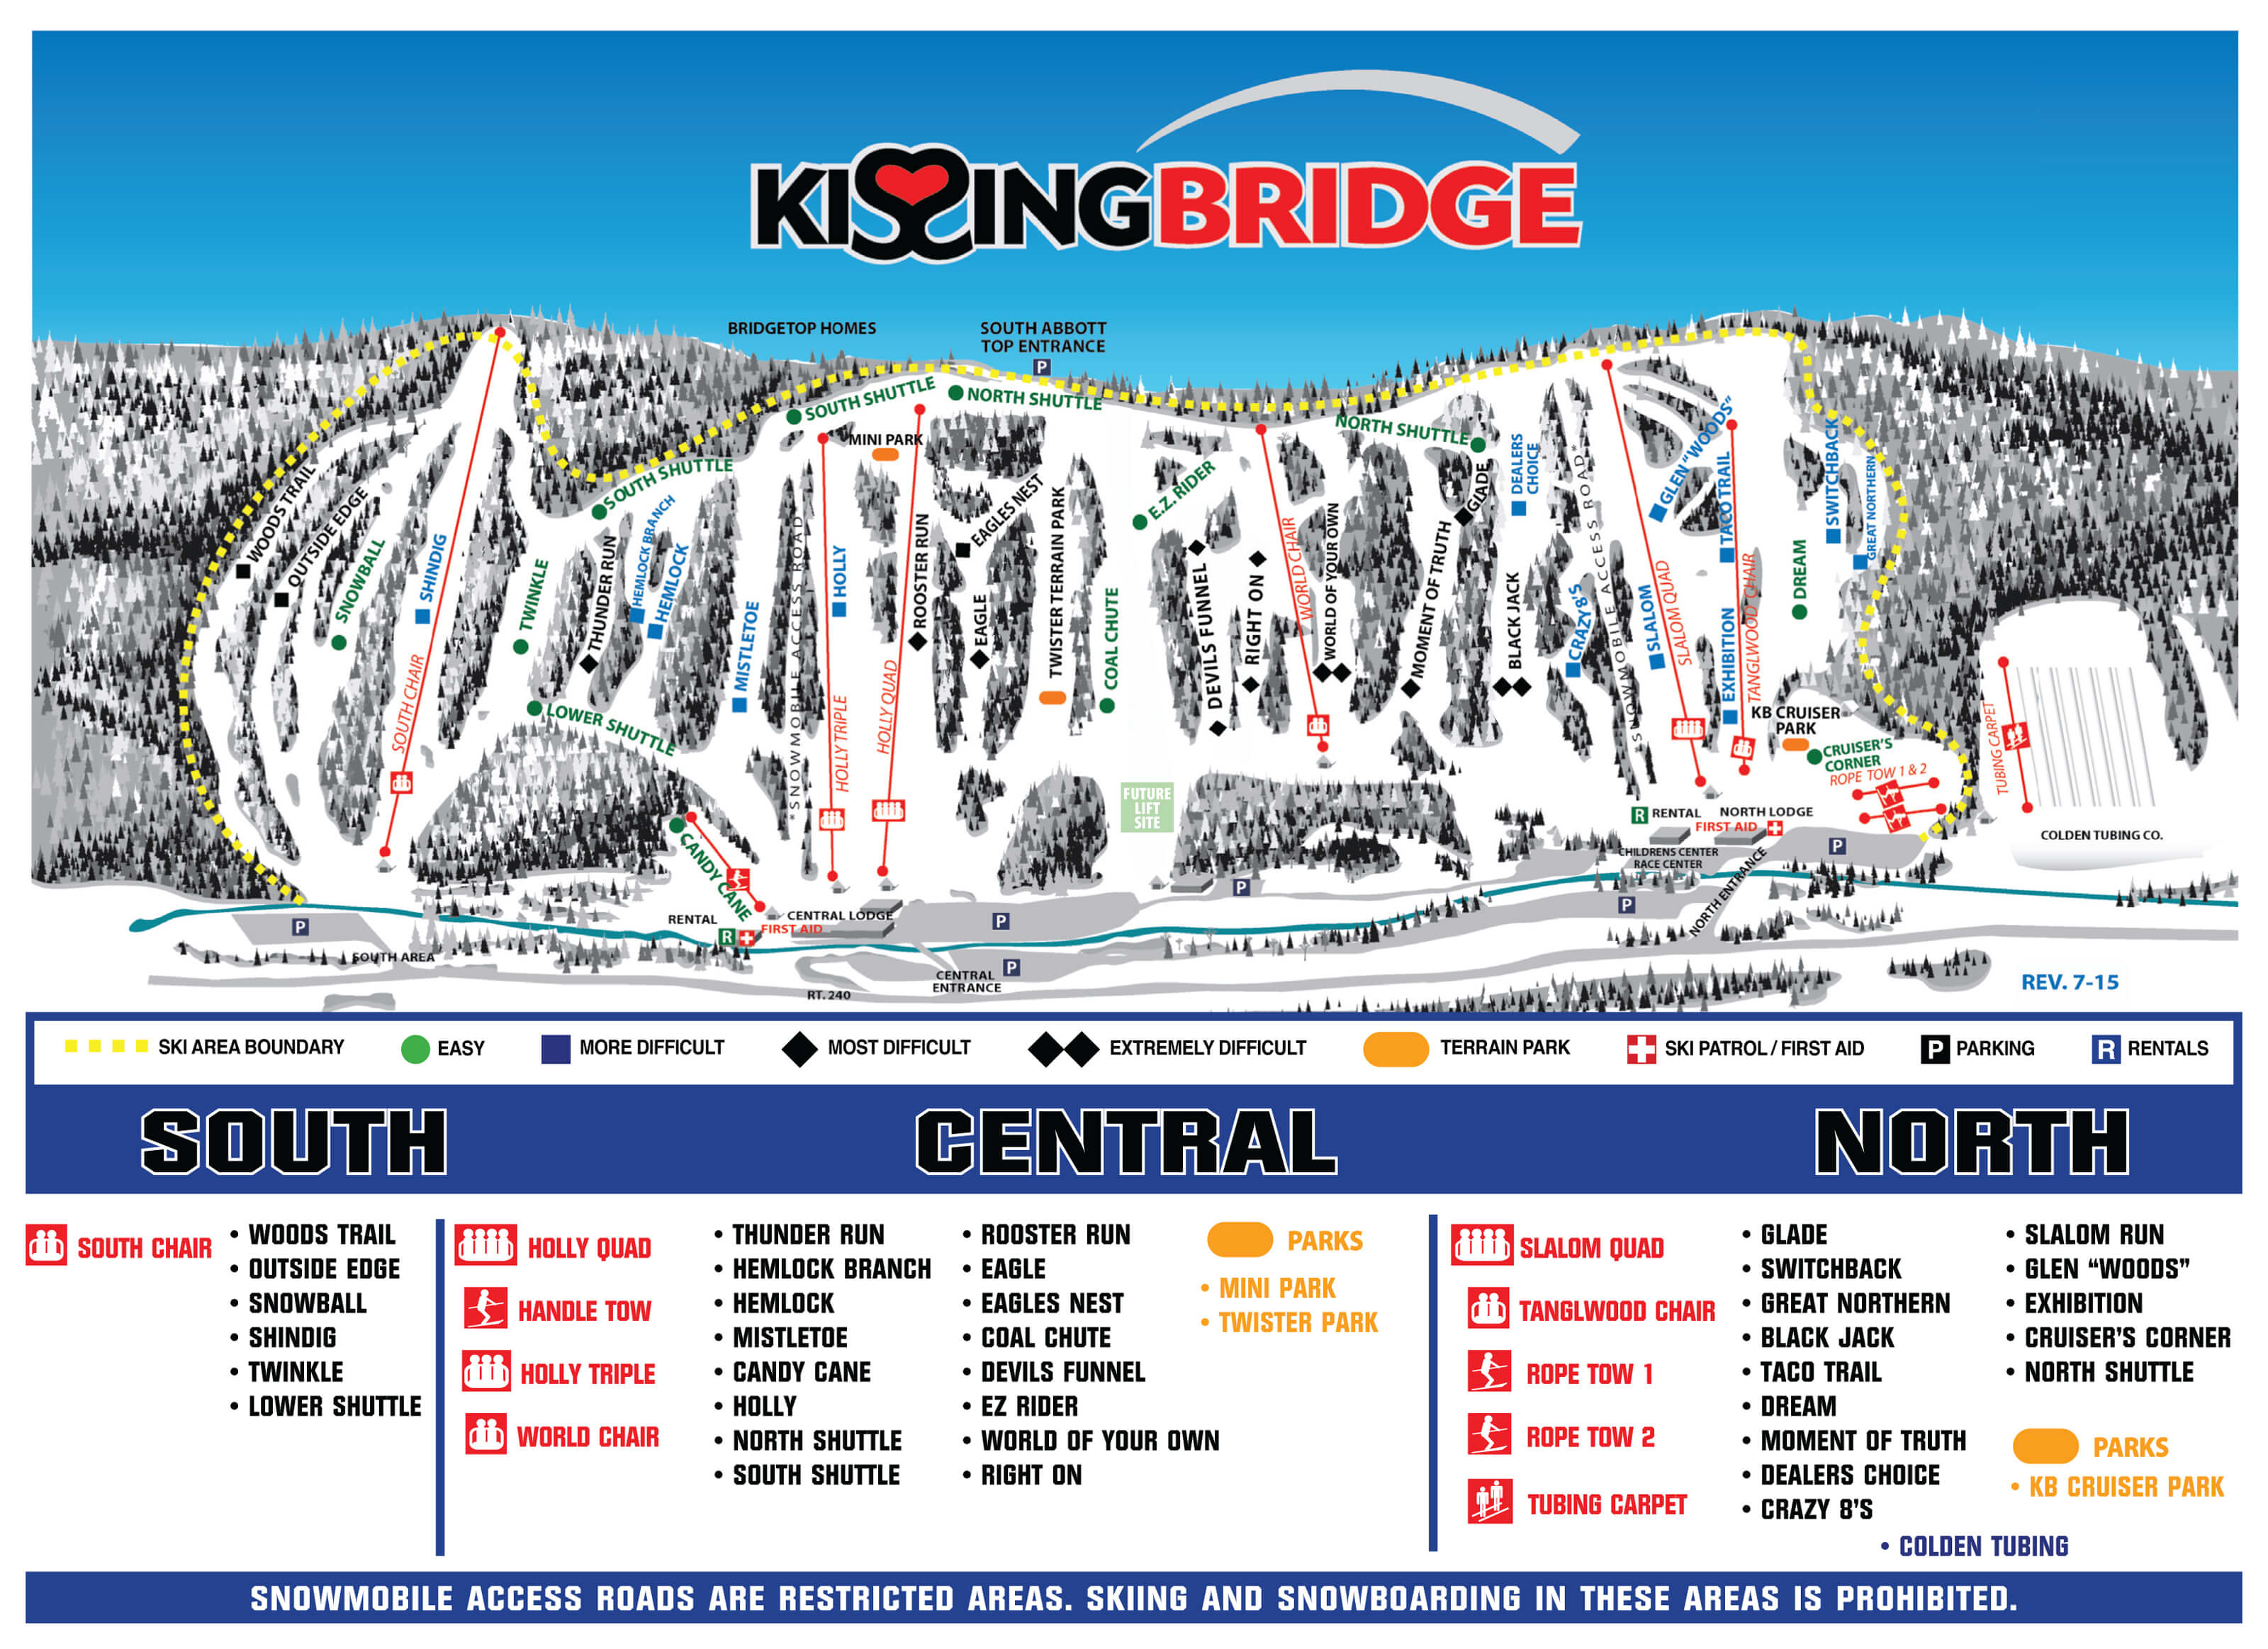 KISSINGBRIDGE
BRIDGETOP HOMES
SOUTH ABBOTT
TOP ENTRANCE
P
SOUTH SHUTTLE
NORTH SHUTTLE
MINI PARK
NORTH SHUTTLE
SOUTH SHUTTLE
WOODS TRAIL
OUTSIDE EDGE
SNOWBALL
SHINDIG
SOUTH CHAIR
TWINKLE
THUNDER RUN
HEMLOCK BRANCH
HEMLOCK
MISTLETOE
LOWER SHUTTLE
*SNOWMOBILE ACCESS ROAD*
HOLLY
HOLLY TRIPLE
HOLLY QUAD
ROOSTER RUN
EAGLES NEST
EAGLE
TWISTER TERRAIN PARK
COAL CHUTE
E.Z. RIDER
DEVILS FUNNEL
RIGHT ON
WORLD CHAIR
WORLD OF YOUR OWN
MOMENT OF TRUTH
GLADE
BLACK JACK
DEALERS
CHOICE
CRAZY 8'S
*SNOWMOBILE ACCESS ROAD*
SLALOM
SLALOM QUAD
GLEN "WOODS"
TACO TRAIL
EXHIBITION
TANGLWOOD CHAIR
DREAM
SWITCHBACK
GREAT NORTHERN
KB CRUISER
PARK
CRUISER'S
CORNER
ROPE TOW 1 & 2
TUBING CARPET
COLDEN TUBING CO.
FUTURE
LIFT
SITE
CANDY CANE
R RENTAL
NORTH LODGE
FIRST AID
CHILDRENS CENTER
RACE CENTER
P
NORTH ENTRANCE
P
P
P
RENTAL
R
CENTRAL LODGE
FIRST AID
P
SOUTH AREA
CENTRAL
ENTRANCE
P
RT. 240
REV. 7-15
SKI AREA BOUNDARY
EASY
MORE DIFFICULT
MOST DIFFICULT
EXTREMELY DIFFICULT
TERRAIN PARK
SKI PATROL / FIRST AID
P PARKING
R RENTALS
SOUTH
CENTRAL
NORTH
SOUTH CHAIR
• WOODS TRAIL
• OUTSIDE EDGE
• SNOWBALL
• SHINDIG
• TWINKLE
• LOWER SHUTTLE
HOLLY QUAD
HANDLE TOW
HOLLY TRIPLE
WORLD CHAIR
• THUNDER RUN
• HEMLOCK BRANCH
• HEMLOCK
• MISTLETOE
• CANDY CANE
• HOLLY
• NORTH SHUTTLE
• SOUTH SHUTTLE
• ROOSTER RUN
• EAGLE
• EAGLES NEST
• COAL CHUTE
• DEVILS FUNNEL
• EZ RIDER
• WORLD OF YOUR OWN
• RIGHT ON
PARKS
• MINI PARK
• TWISTER PARK
SLALOM QUAD
TANGLWOOD CHAIR
ROPE TOW 1
ROPE TOW 2
TUBING CARPET
• GLADE
• SWITCHBACK
• GREAT NORTHERN
• BLACK JACK
• TACO TRAIL
• DREAM
• MOMENT OF TRUTH
• DEALERS CHOICE
• CRAZY 8'S
• SLALOM RUN
• GLEN "WOODS"
• EXHIBITION
• CRUISER'S CORNER
• NORTH SHUTTLE
PARKS
• KB CRUISER PARK
• COLDEN TUBING
SNOWMOBILE ACCESS ROADS ARE RESTRICTED AREAS. SKIING AND SNOWBOARDING IN THESE AREAS IS PROHIBITED.